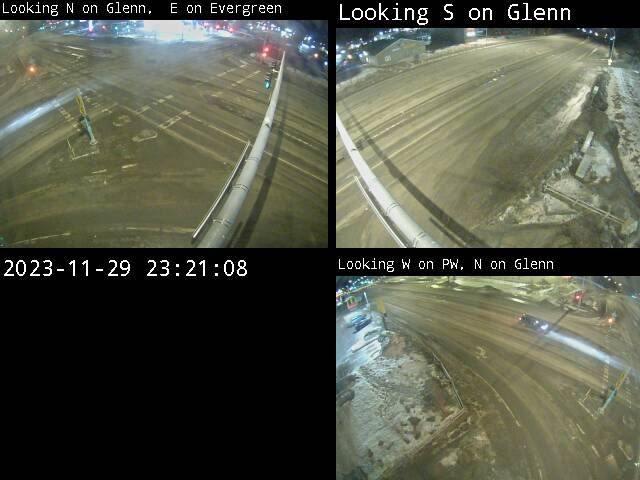 Looking N on Glenn, E on Evergreen
Looking S on Glenn
2023-11-29 23:21:08
Looking W on PW, N on Glenn